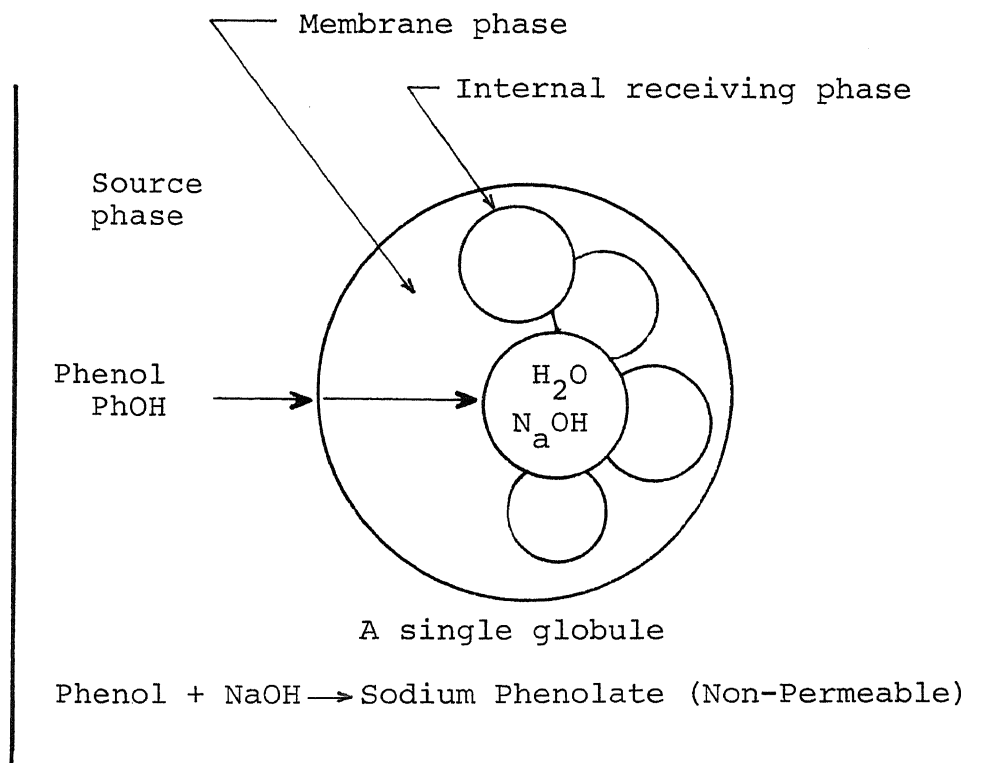 Membrane phase
Internal receiving phase
Source
phase
Phenol
PhOH
H₂O
NₐOH
A single globule
Phenol + NaOH → Sodium Phenolate (Non-Permeable)